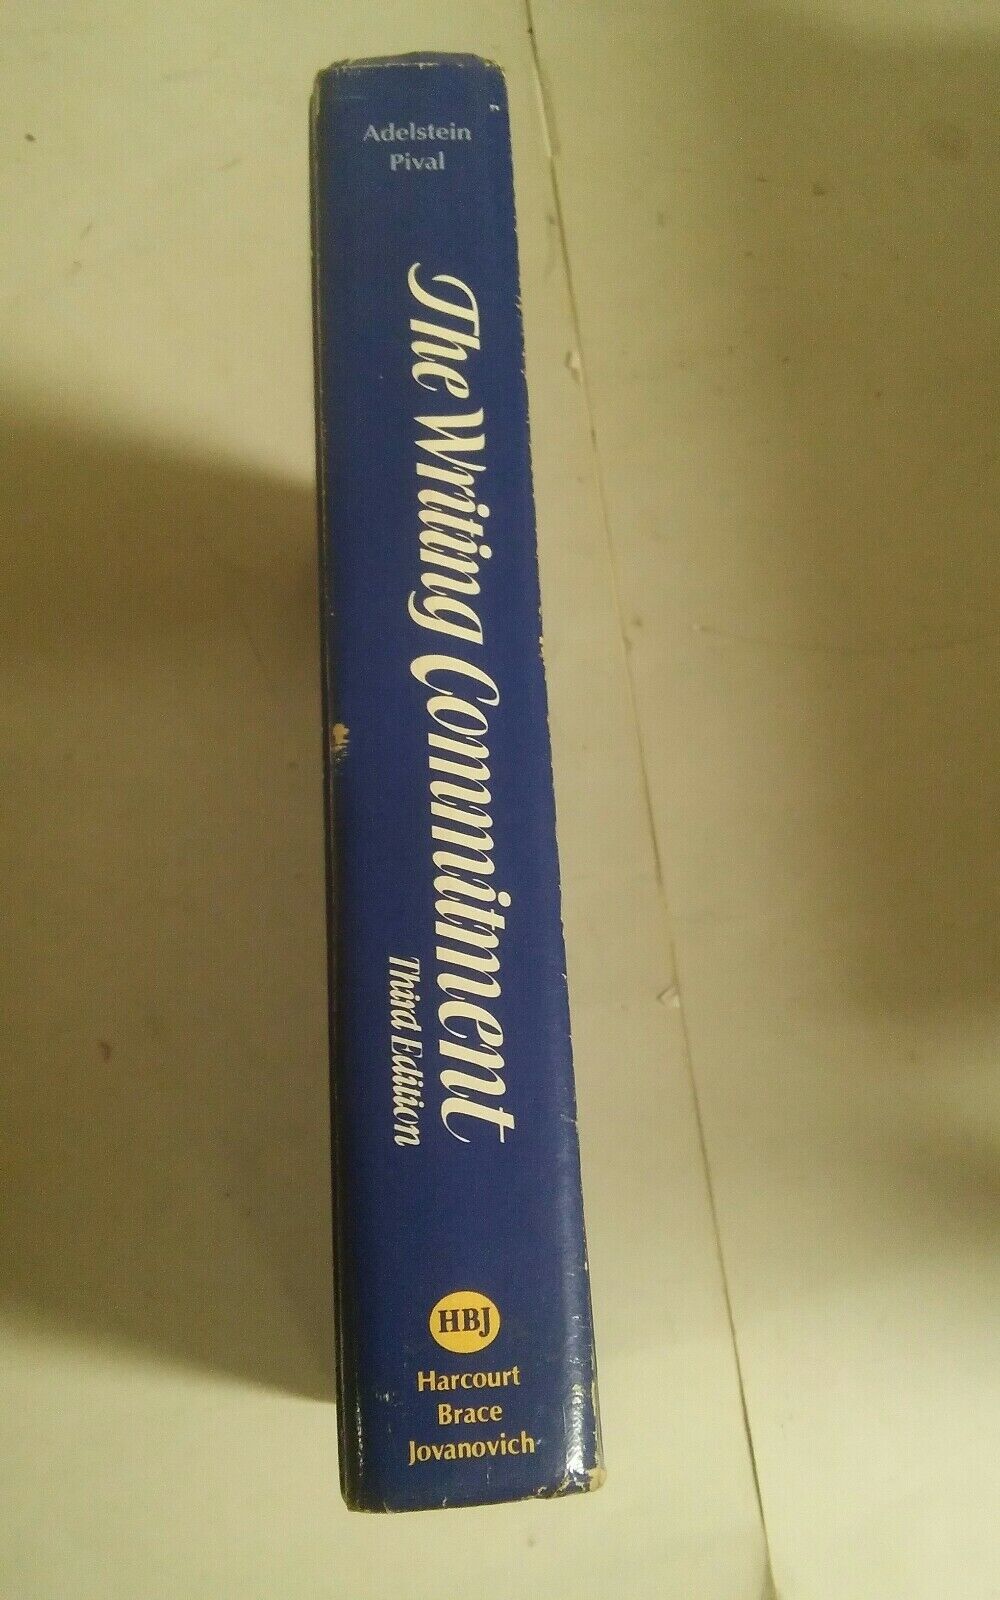 Adelstein
Pival
The Writing Commitment
Third Edition
HBJ
Harcourt
Brace
Jovanovich